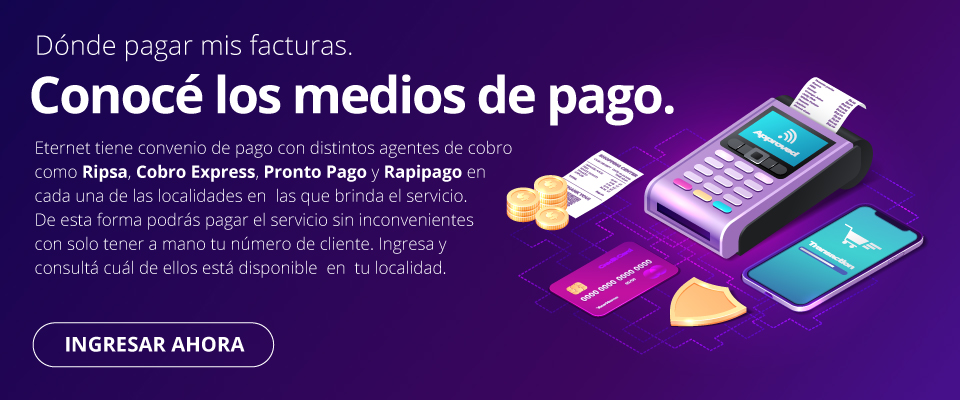 Dónde pagar mis facturas.
Conocé los medios de pago.
Eternet tiene convenio de pago con distintos agentes de cobro
como Ripsa, Cobro Express, Pronto Pago y Rapipago en
cada una de las localidades en las que brinda el servicio.
De esta forma podrás pagar el servicio sin inconvenientes
con solo tener a mano tu número de cliente. Ingresa y
consultá cuál de ellos está disponible en tu localidad.
INGRESAR AHORA
Approved
Transaction
0000 0000 0000 0000